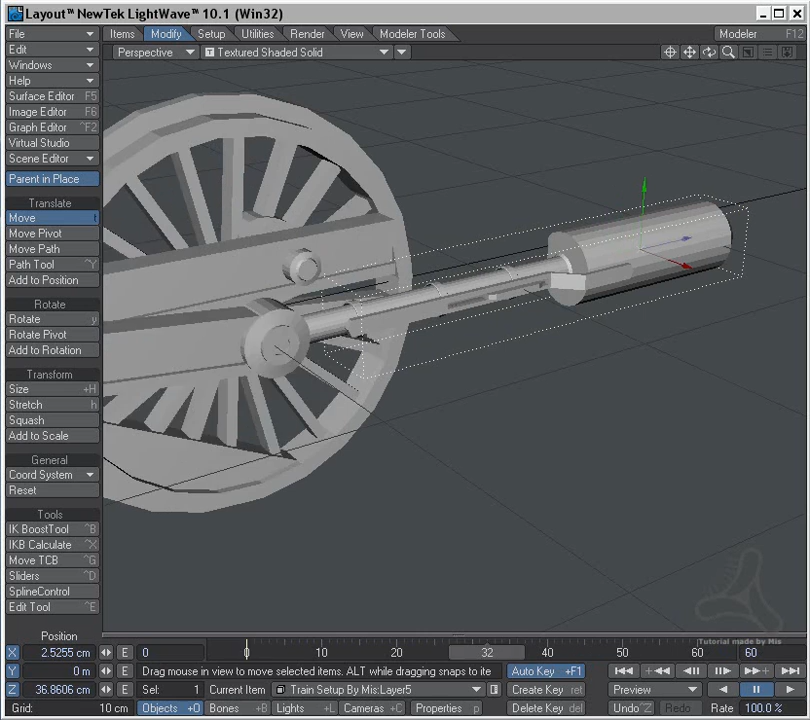 Layout™ NewTek LightWave™ 10.1 (Win32)
File
Items Modify Setup Utilities Render View Modeler Tools Modeler F12
Edit
Perspective T Textured Shaded Solid
Windows
Help
Surface Editor F5
Image Editor F6
Graph Editor ^F2
Virtual Studio
Scene Editor
Parent in Place
Translate
Move t
Move Pivot
Move Path
Path Tool ^Y
Add to Position
Rotate
Rotate y
Rotate Pivot
Add to Rotation
Transform
Size +H
Stretch h
Squash
Add to Scale
General
Coord System
Reset
Tools
IK BoostTool ^B
IKB Calculate ^X
Move TCB ^G
Sliders ^D
SplineControl
Edit Tool ^E
Tutorial made by Mis
Position
X 2.5255 cm E 0 0 10 20 32 40 50 60 60
Y 0 m E Drag mouse in view to move selected items. ALT while dragging snaps to ite Auto Key +F1
Z 36.8606 cm E Sel: 1 Current Item Train Setup By Mis:Layer5 Create Key ret Preview
Grid: 10 cm Objects +O Bones +B Lights +L Cameras +C Properties p Delete Key del Undo ^Z Redo Rate 100.0 %